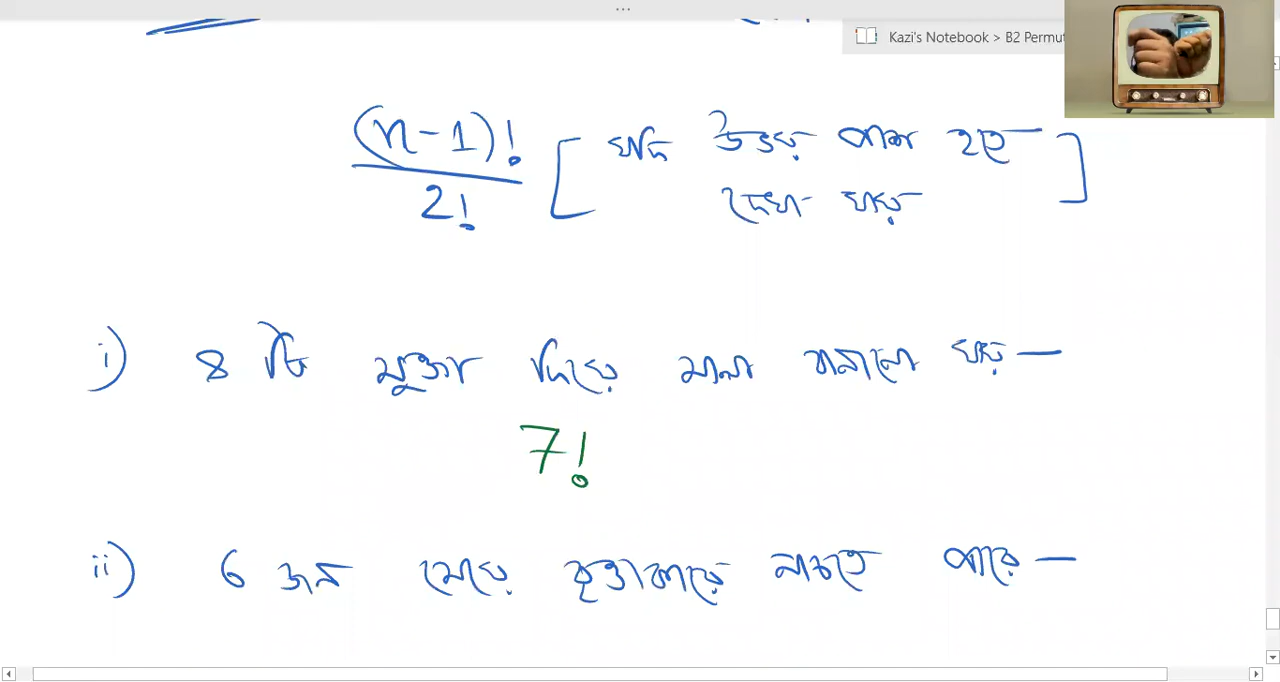 Kazi's Notebook > B2 Permut
(n-1)! [ যদি উভয় পাশ হতে
2! দেখা যায় ]
i) 8 টি মুক্তা দিয়ে মালা বানানো যায় —
7!
ii) 6 জন মেয়ে বৃত্তাকারে নাচতে পারে —